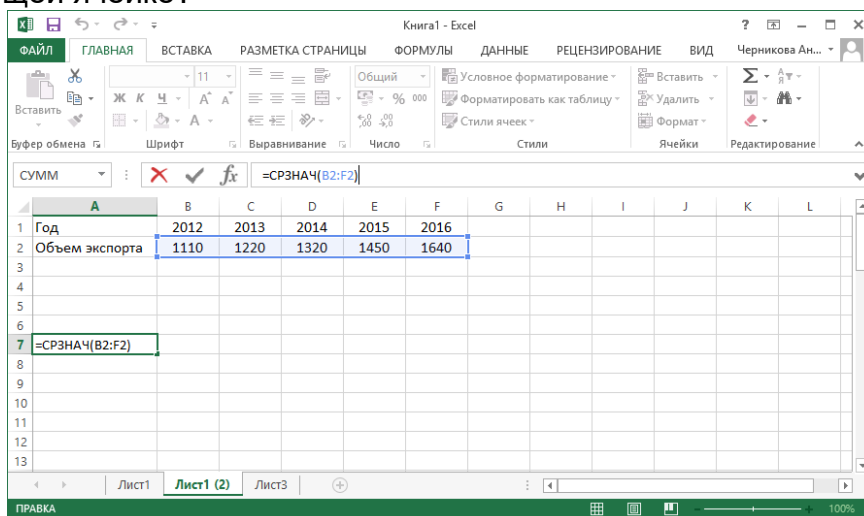 щей ячейке?
Книга1 - Excel
?
ФАЙЛ ГЛАВНАЯ ВСТАВКА РАЗМЕТКА СТРАНИЦЫ ФОРМУЛЫ ДАННЫЕ РЕЦЕНЗИРОВАНИЕ ВИД Черникова Ан...
Вставить
Ж К Ч
11
A A
Общий
% 000
Условное форматирование
Форматировать как таблицу
Стили ячеек
Вставить
Удалить
Формат
Σ
Буфер обмена Шрифт Выравнивание Число Стили Ячейки Редактирование
СУММ fx =СРЗНАЧ(B2:F2)
A B C D E F G H I J K L
1 Год 2012 2013 2014 2015 2016
2 Объем экспорта 1110 1220 1320 1450 1640
3
4
5
6
7 =СРЗНАЧ(B2:F2)
8
9
10
11
12
13
Лист1 Лист1 (2) Лист3
ПРАВКА 100%